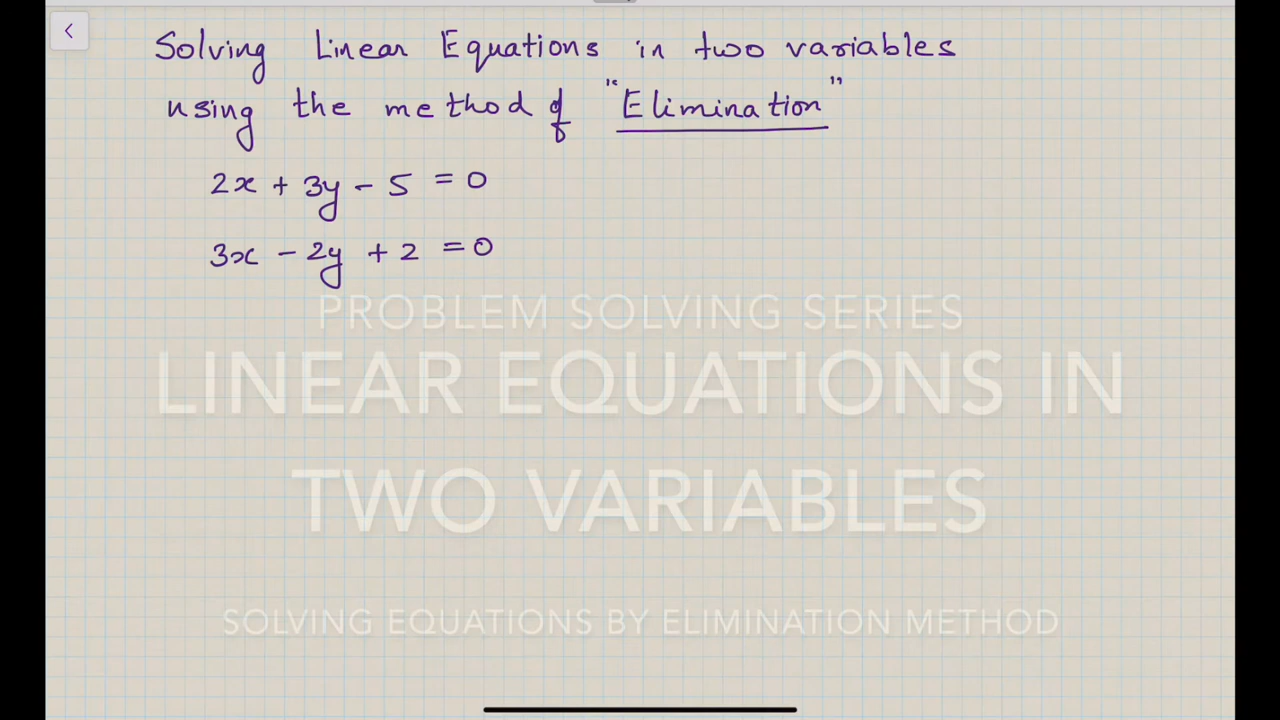 Solving Linear Equations in two variables
using the method of "Elimination"
2x + 3y - 5 = 0
3x - 2y + 2 = 0
PROBLEM SOLVING SERIES
LINEAR EQUATIONS IN
TWO VARIABLES
SOLVING EQUATIONS BY ELIMINATION METHOD